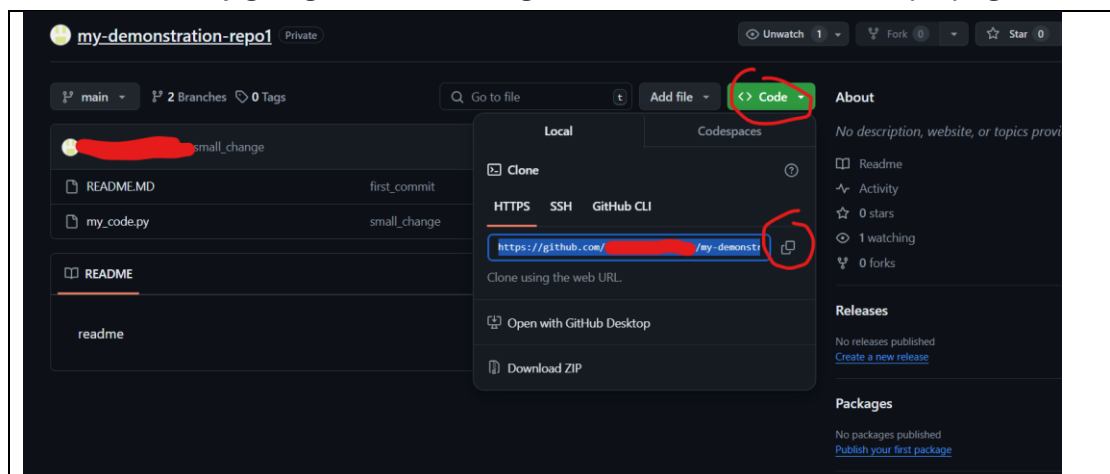 my-demonstration-repo1 Private
Unwatch 1
Fork 0
Star 0
main
2 Branches
0 Tags
Go to file
t
Add file
<> Code
small_change
README.MD first_commit
my_code.py small_change
README
readme
Local
Codespaces
Clone
HTTPS
SSH
GitHub CLI
https://github.com/ /my-demonstr
Clone using the web URL.
Open with GitHub Desktop
Download ZIP
About
No description, website, or topics provi
Readme
Activity
0 stars
1 watching
0 forks
Releases
No releases published
Create a new release
Packages
No packages published
Publish your first package